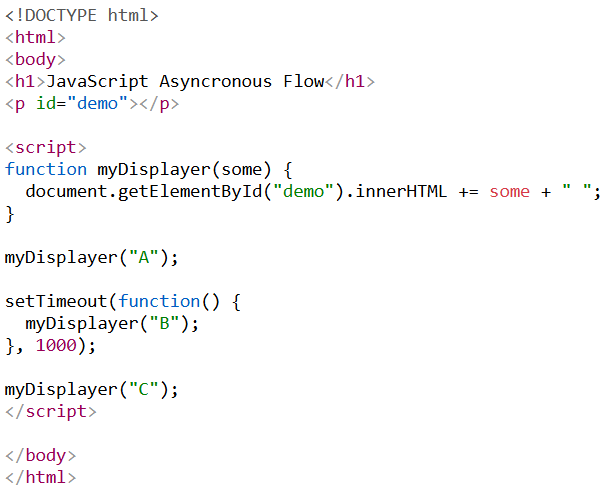 <!DOCTYPE html>
<html>
<body>
<h1>JavaScript Asyncronous Flow</h1>
<p id="demo"></p>

<script>
function myDisplayer(some) {
  document.getElementById("demo").innerHTML += some + " ";
}

myDisplayer("A");

setTimeout(function() {
  myDisplayer("B");
}, 1000);

myDisplayer("C");
</script>

</body>
</html>